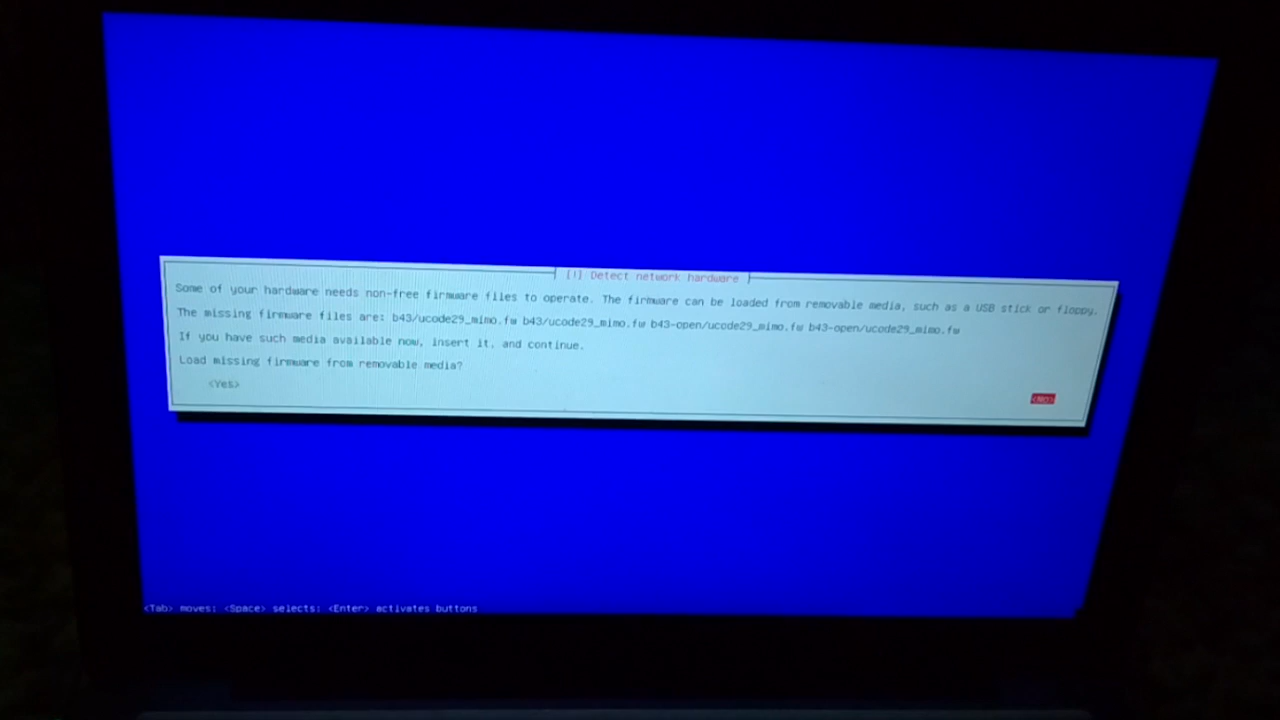 [!] Detect network hardware
Some of your hardware needs non-free firmware files to operate. The firmware can be loaded from removable media, such as a USB stick or floppy.
The missing firmware files are: b43/ucode29_mimo.fw b43/ucode29_mimo.fw b43-open/ucode29_mimo.fw b43-open/ucode29_mimo.fw
If you have such media available now, insert it, and continue.
Load missing firmware from removable media?
<Yes> <No>
<Tab> moves; <Space> selects; <Enter> activates buttons